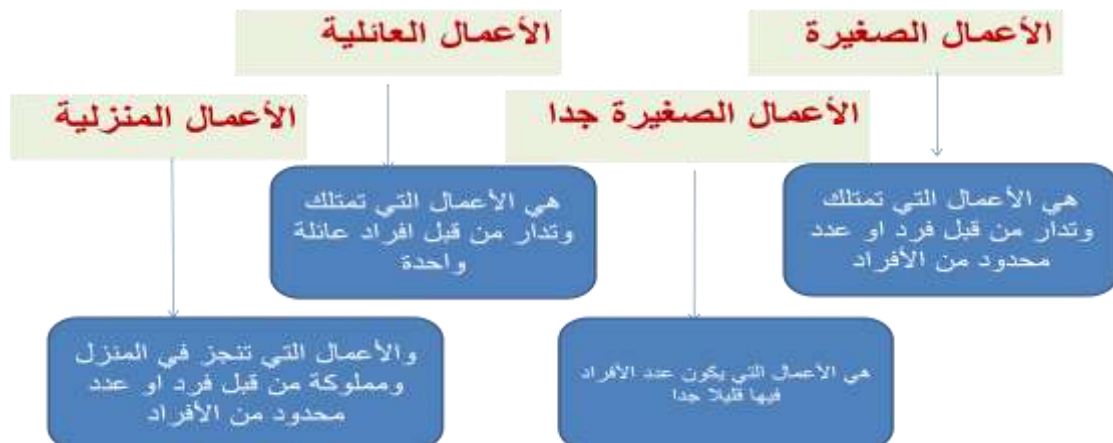 الأعمال الصغيرة
الأعمال العائلية
الأعمال الصغيرة جدا
الأعمال المنزلية
هي الأعمال التي تمتلك
وتدار من قبل فرد او عدد
محدود من الأفراد
هي الأعمال التي تمتلك
وتدار من قبل افراد عائلة
واحدة
هي الأعمال التي يكون عدد الأفراد
فيها قليلا جدا
والأعمال التي تنجز في المنزل
ومملوكة من قبل فرد او عدد
محدود من الأفراد